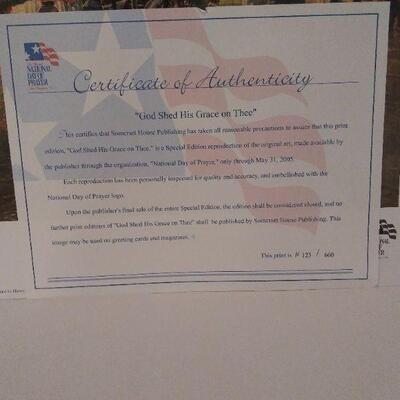 NATIONAL
DAY OF PRAYER
Certificate of Authenticity
"God Shed His Grace on Thee"
This certifies that Somerset House Publishing has taken all reasonable precautions to assure that this print
edition, "God Shed His Grace on Thee," is a Special Edition reproduction of the original art, made available
by the publisher through the organization, "National Day of Prayer," only through May 31, 2005.
Each reproduction has been personally inspected for quality and accuracy, and embellished with the
National Day of Prayer logo.
Upon the publisher's final sale of the entire Special Edition, the edition shall be considered closed, and no
further print editions of "God Shed His Grace on Thee" shall be published by Somerset House Publishing. This
image may be used on greeting cards and magazines.
This print is # 123 / 660
NATIONAL